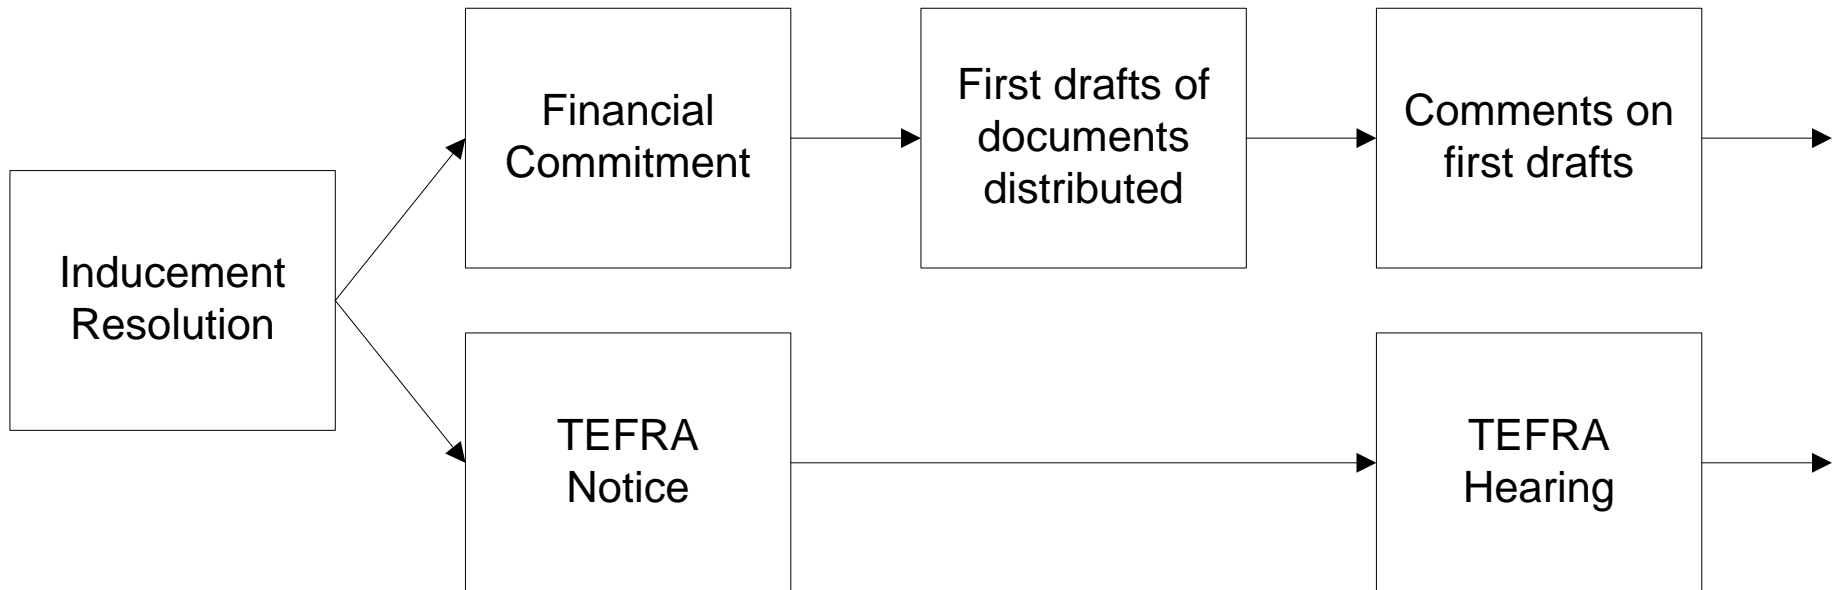 Inducement
Resolution
Financial
Commitment
First drafts of
documents
distributed
Comments on
first drafts
TEFRA
Notice
TEFRA
Hearing